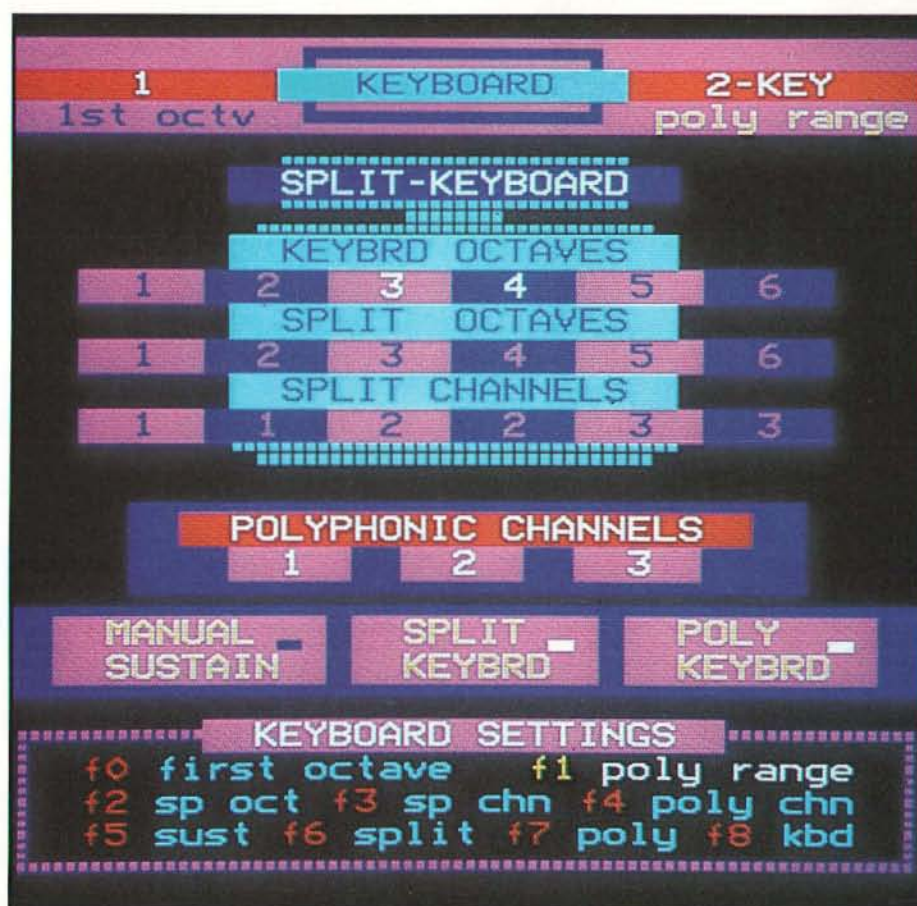 1 KEYBOARD 2-KEY
1st octv poly range
SPLIT-KEYBOARD
KEYBRD OCTAVES
1 2 3 4 5 6
SPLIT OCTAVES
1 2 3 4 5 6
SPLIT CHANNELS
1 1 2 2 3 3
POLYPHONIC CHANNELS
1 2 3
MANUAL SPLIT POLY
SUSTAIN KEYBRD KEYBRD
KEYBOARD SETTINGS
f0 first octave f1 poly range
f2 sp oct f3 sp chn f4 poly chn
f5 sust f6 split f7 poly f8 kbd